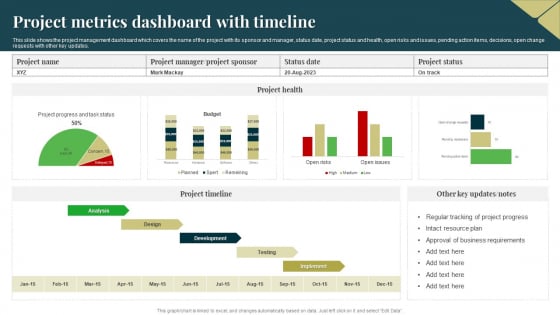 Project metrics dashboard with timeline
This slide shows the project management dashboard which covers the name of the project with its sponsor and manager, status date, project status and health, open risks and issues, pending action items, decisions, open change
requests with other key updates.
Project name
Project manager/project sponsor
Status date
Project status
XYZ
Mark Mackay
20-Aug-2023
On track
Project health
Project progress and task status
50%
Budget
Planned
Spent
Remaining
Open risks
Open issues
High
Medium
Low
Project timeline
Analysis
Design
Development
Testing
Implement
Jan-15
Feb-15
Mar-15
Apr-15
May-15
Jun-15
Jul-15
Aug-15
Sep-15
Oct-15
Nov-15
Dec-15
Other key updates/notes
Regular tracking of project progress
Intact resource plan
Approval of business requirements
Add text here
Add text here
Add text here
Add text here
This graph/chart is linked to excel, and changes automatically based on data. Just left click on it and select "Edit Data".